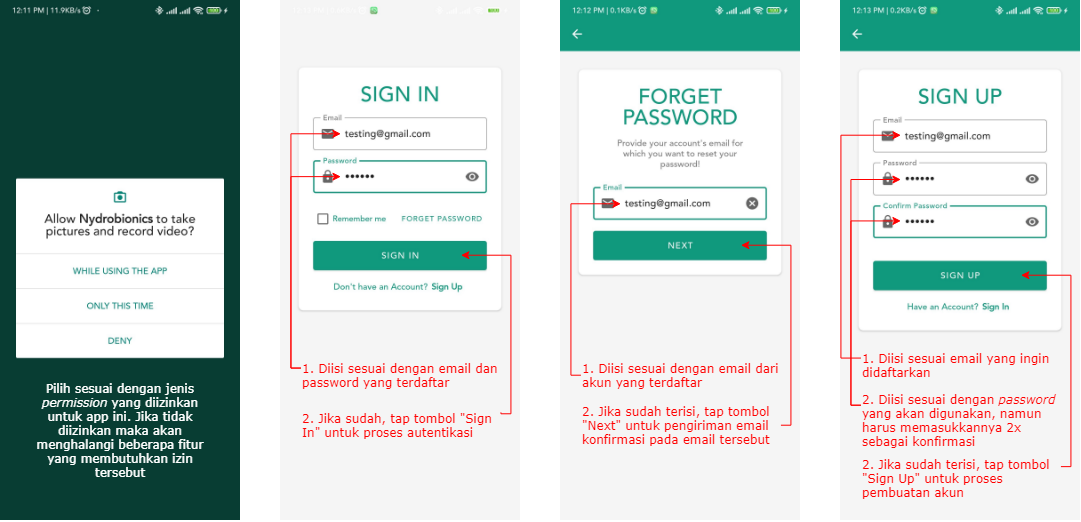 12:11 PM | 11.9KB/s
Allow Nydrobionics to take
pictures and record video?
WHILE USING THE APP
ONLY THIS TIME
DENY
Pilih sesuai dengan jenis
permission yang diizinkan
untuk app ini. Jika tidak
diizinkan maka akan
menghalangi beberapa fitur
yang membutuhkan izin
tersebut
SIGN IN
Email
testing@gmail.com
Password
••••••
Remember me
FORGET PASSWORD
SIGN IN
Don't have an Account? Sign Up
1. Diisi sesuai dengan email dan
password yang terdaftar
2. Jika sudah, tap tombol "Sign
In" untuk proses autentikasi
12:12 PM | 0.1KB/s
FORGET
PASSWORD
Provide your account's email for
which you want to reset your
password!
Email
testing@gmail.com
NEXT
1. Diisi sesuai dengan email dari
akun yang terdaftar
2. Jika sudah terisi, tap tombol
"Next" untuk pengiriman email
konfirmasi pada email tersebut
12:13 PM | 0.2KB/s
SIGN UP
Email
testing@gmail.com
Password
••••••
Confirm Password
••••••
SIGN UP
Have an Account? Sign In
1. Diisi sesuai email yang ingin
didaftarkan
2. Diisi sesuai dengan password
yang akan digunakan, namun
harus memasukkannya 2x
sebagai konfirmasi
2. Jika sudah terisi, tap tombol
"Sign Up" untuk proses
pembuatan akun